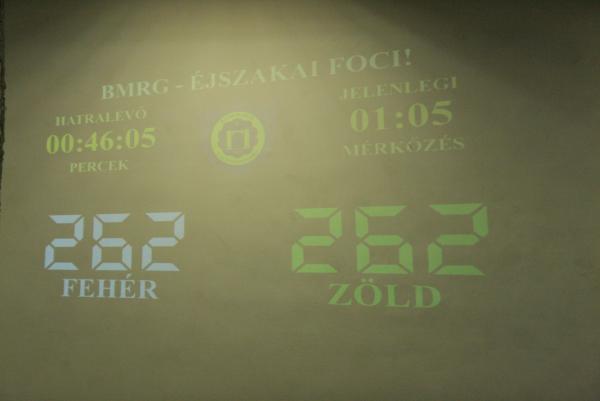 BMRG - ÉJSZAKAI FOCI!
HATRALEVŐ
00:46:05
PERCEK
JELENLEGI
01:05
MÉRKŐZÉS
262
FEHÉR
262
ZÖLD